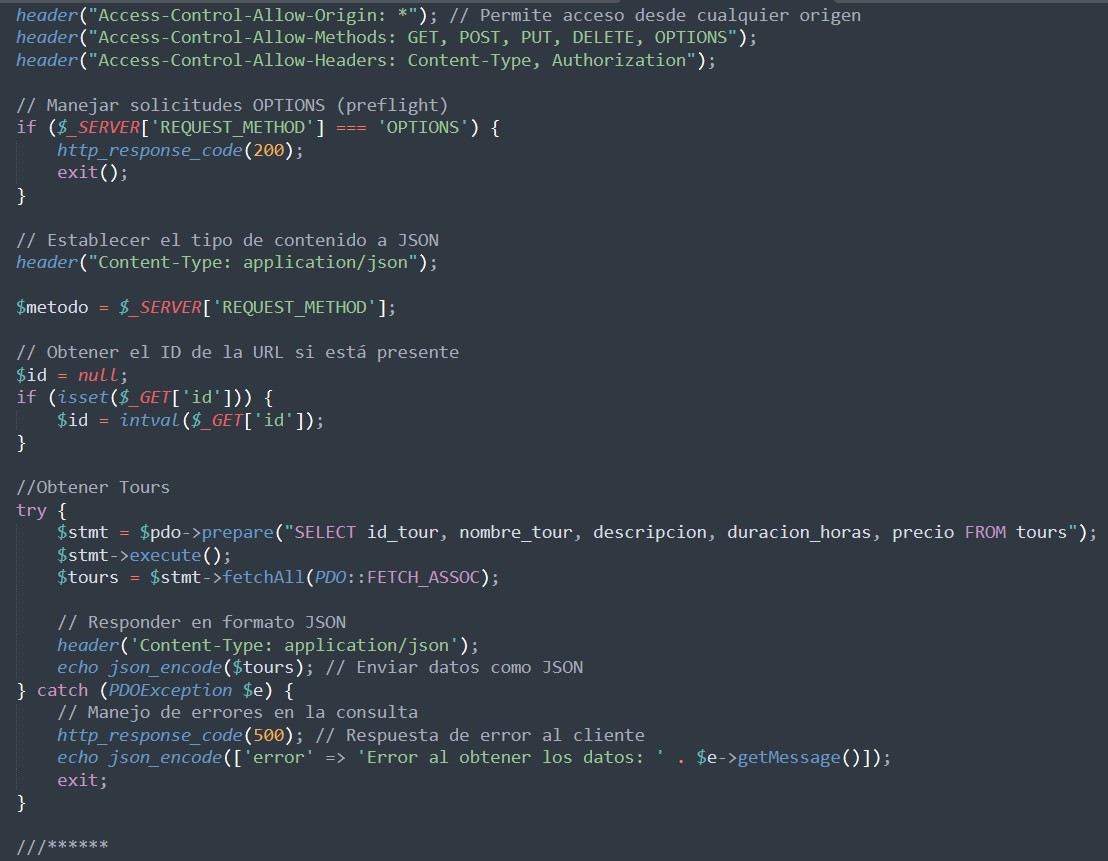 header("Access-Control-Allow-Origin: *"); // Permite acceso desde cualquier origen
header("Access-Control-Allow-Methods: GET, POST, PUT, DELETE, OPTIONS");
header("Access-Control-Allow-Headers: Content-Type, Authorization");
// Manejar solicitudes OPTIONS (preflight)
if ($_SERVER['REQUEST_METHOD'] === 'OPTIONS') {
    http_response_code(200);
    exit();
}
// Establecer el tipo de contenido a JSON
header("Content-Type: application/json");
$metodo = $_SERVER['REQUEST_METHOD'];
// Obtener el ID de la URL si está presente
$id = null;
if (isset($_GET['id'])) {
    $id = intval($_GET['id']);
}
//Obtener Tours
try {
    $stmt = $pdo->prepare("SELECT id_tour, nombre_tour, descripcion, duracion_horas, precio FROM tours");
    $stmt->execute();
    $tours = $stmt->fetchAll(PDO::FETCH_ASSOC);
    // Responder en formato JSON
    header('Content-Type: application/json');
    echo json_encode($tours); // Enviar datos como JSON
} catch (PDOException $e) {
    // Manejo de errores en la consulta
    http_response_code(500); // Respuesta de error al cliente
    echo json_encode(['error' => 'Error al obtener los datos: ' . $e->getMessage()]);
    exit;
}
///******